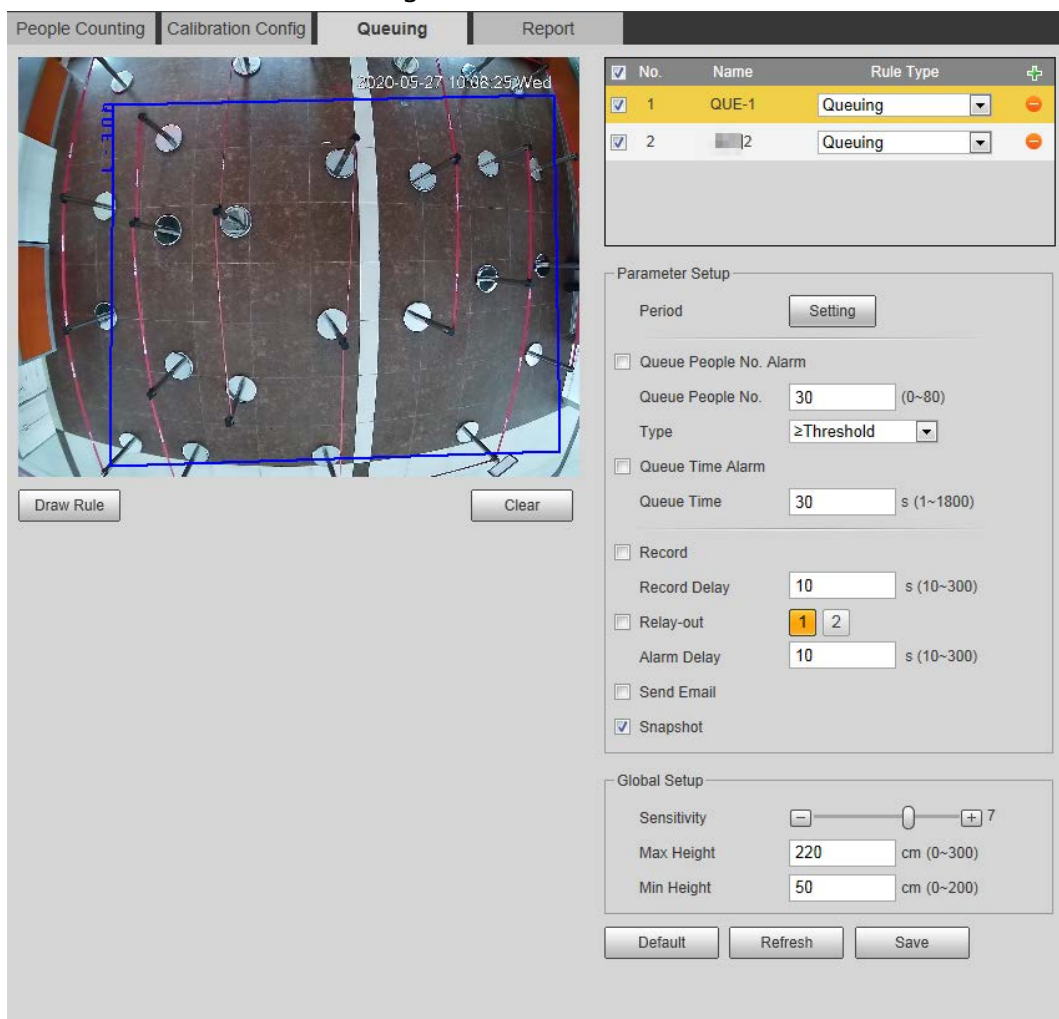 People Counting Calibration Config Queuing Report
2020-05-27 10:08:25 Wed
QUE-1
No. Name Rule Type
1 QUE-1 Queuing
2 2 Queuing
Parameter Setup
Period Setting
Queue People No. Alarm
Queue People No. 30 (0~80)
Type ≥Threshold
Queue Time Alarm
Queue Time 30 s (1~1800)
Draw Rule Clear
Record
Record Delay 10 s (10~300)
Relay-out 1 2
Alarm Delay 10 s (10~300)
Send Email
Snapshot
Global Setup
Sensitivity 7
Max Height 220 cm (0~300)
Min Height 50 cm (0~200)
Default Refresh Save